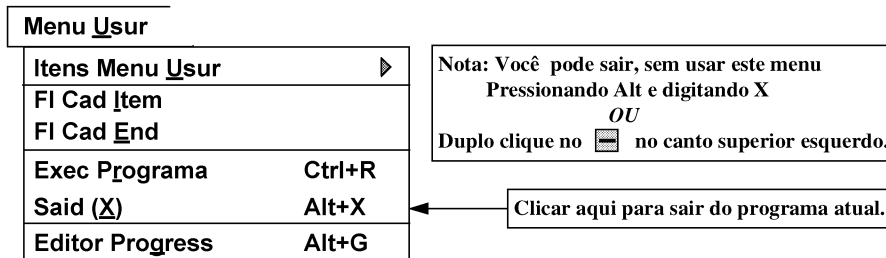 Menu Usur
Itens Menu Usur
Fl Cad Item
Fl Cad End
Exec Programa Ctrl+R
Said (X) Alt+X
Editor Progress Alt+G
Nota: Você pode sair, sem usar este menu
Pressionando Alt e digitando X
OU
Duplo clique no no canto superior esquerdo.
Clicar aqui para sair do programa atual.